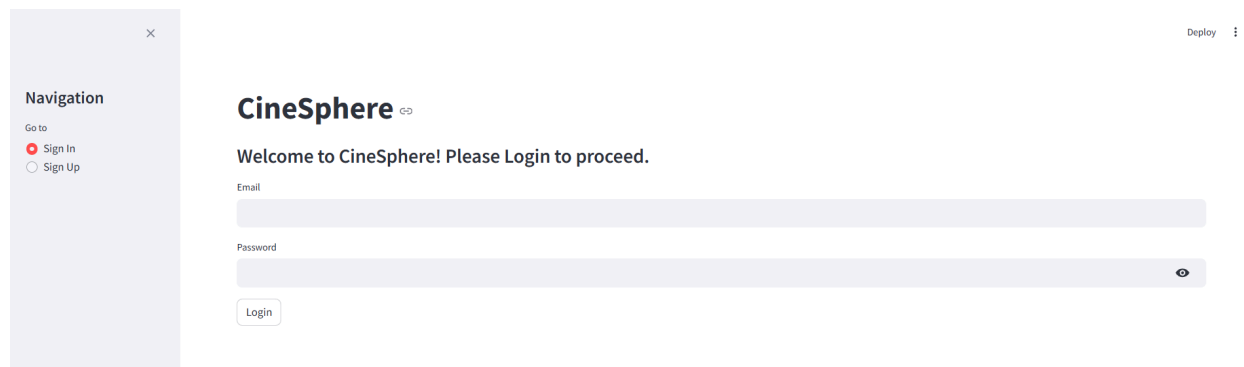 Deploy
Navigation
Go to
Sign In
Sign Up
CineSphere
Welcome to CineSphere! Please Login to proceed.
Email
Password
Login